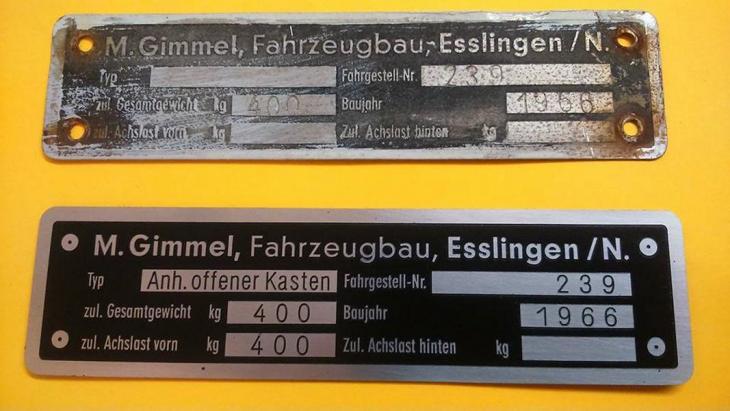 M. Gimmel, Fahrzeugbau, Esslingen/N.
Typ Fahrgestell-Nr. 239
zul. Gesamtgewicht kg 400 Baujahr 1966
zul. Achslast vorn kg Zul. Achslast hinten kg
M. Gimmel, Fahrzeugbau, Esslingen/N.
Typ Anh. offener Kasten Fahrgestell-Nr. 239
zul. Gesamtgewicht kg 400 Baujahr 1966
zul. Achslast vorn kg 400 Zul. Achslast hinten kg